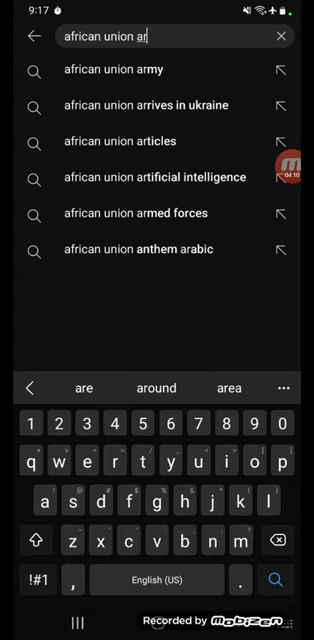 9:17
african union ar
african union army
african union arrives in ukraine
african union articles
african union artificial intelligence
african union armed forces
african union anthem arabic
04:10
are around area ...
1 2 3 4 5 6 7 8 9 0
q w e r t y u i o p
a s d f g h j k l
z x c v b n m
!#1 , English (US) .
Recorded by Mobizen